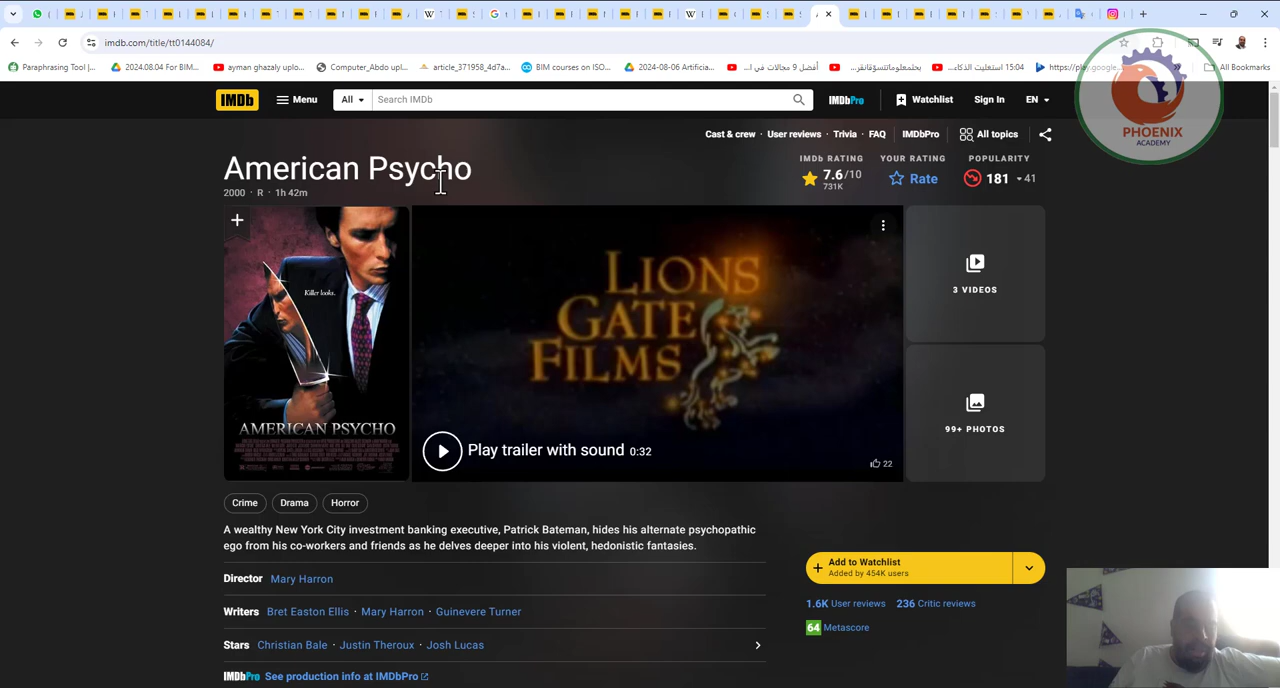 imdb.com/title/tt0144084/
Paraphrasing Tool |...
2024.08.04 For BIM...
ayman ghazaly uplo...
Computer_Abdo upl...
article_371958_4d7a...
BIM courses on ISO...
2024-08-06 Artificia...
أفضل 9 مجالات في ا...
15:04 استغليت الذكاء...
https://play.google...
All Bookmarks
IMDb
Menu
All
Search IMDb
IMDbPro
Watchlist
Sign In
EN
PHOENIX
ACADEMY
Cast & crew · User reviews · Trivia · FAQ
IMDbPro
All topics
American Psycho
2000 · R · 1h 42m
IMDb RATING
7.6/10
731K
YOUR RATING
Rate
POPULARITY
181
41
Killer looks.
AMERICAN PSYCHO
LIONS
GATE
FILMS
Play trailer with sound 0:32
22
3 VIDEOS
99+ PHOTOS
Crime
Drama
Horror
A wealthy New York City investment banking executive, Patrick Bateman, hides his alternate psychopathic
ego from his co-workers and friends as he delves deeper into his violent, hedonistic fantasies.
Director Mary Harron
Writers Bret Easton Ellis · Mary Harron · Guinevere Turner
Stars Christian Bale · Justin Theroux · Josh Lucas
IMDbPro See production info at IMDbPro
Add to Watchlist
Added by 454K users
1.6K User reviews
236 Critic reviews
64 Metascore